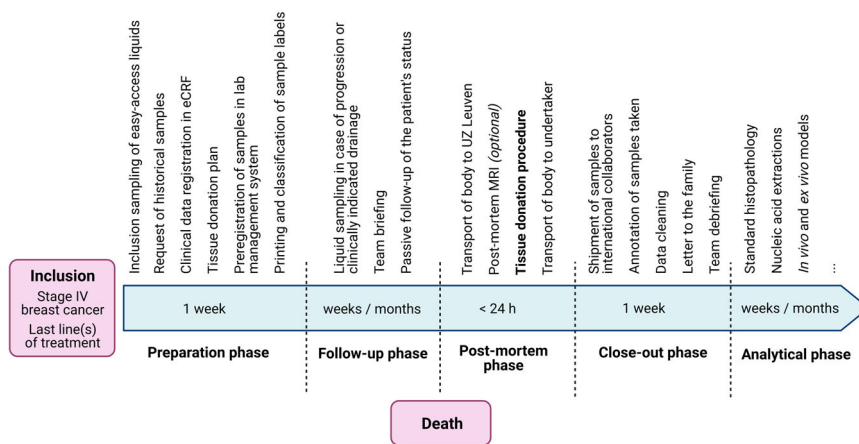 Inclusion sampling of easy-access liquids
Request of historical samples
Clinical data registration in eCRF
Tissue donation plan
Preregistration of samples in lab
management system
Printing and classification of sample labels
Liquid sampling in case of progression or
clinically indicated drainage
Team briefing
Passive follow-up of the patient's status
Transport of body to UZ Leuven
Post-mortem MRI (optional)
Tissue donation procedure
Transport of body to undertaker
Shipment of samples to
international collaborators
Annotation of samples taken
Data cleaning
Letter to the family
Team debriefing
Standard histopathology
Nucleic acid extractions
In vivo and ex vivo models
...
Inclusion
Stage IV
breast cancer
Last line(s)
of treatment
1 week
weeks / months
< 24 h
1 week
weeks / months
Preparation phase
Follow-up phase
Post-mortem
phase
Close-out phase
Analytical phase
Death